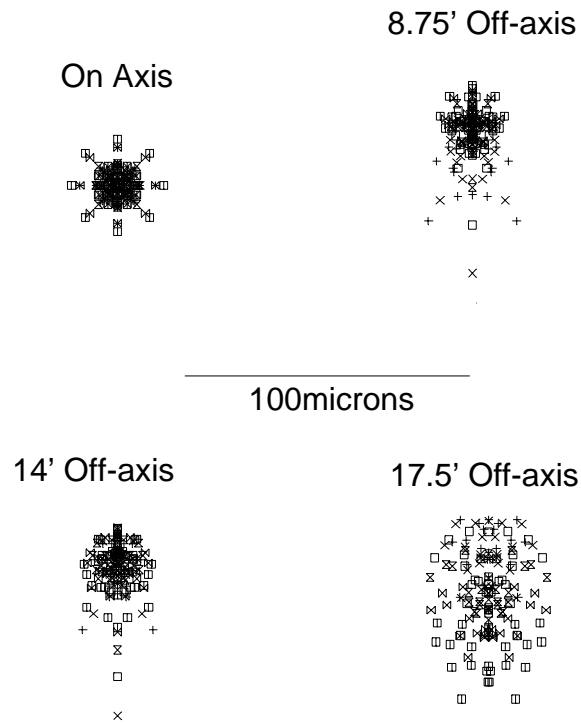 8.75' Off-axis
On Axis
100microns
14' Off-axis
17.5' Off-axis